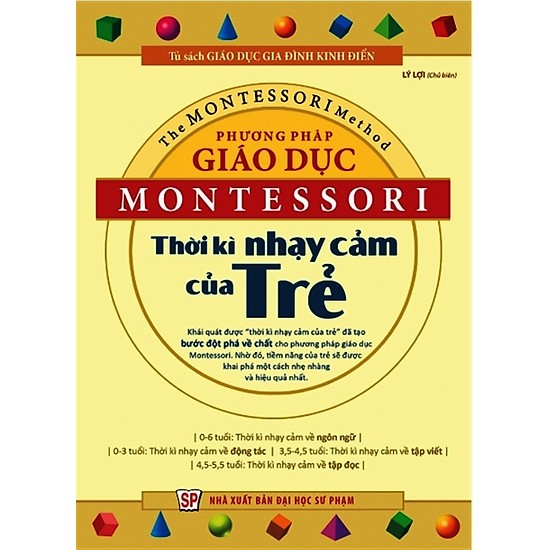 Tủ sách GIÁO DỤC GIA ĐÌNH KINH ĐIỂN
LÝ LỢI (Chủ biên)
The MONTESSORI Method
PHƯƠNG PHÁP
GIÁO DỤC
MONTESSORI
Thời kì nhạy cảm
của Trẻ
Khái quát được "thời kì nhạy cảm của trẻ" đã tạo
bước đột phá về chất cho phương pháp giáo dục
Montessori. Nhờ đó, tiềm năng của trẻ sẽ được
khai phá một cách nhẹ nhàng
và hiệu quả nhất.
| 0-6 tuổi: Thời kì nhạy cảm về ngôn ngữ |
| 0-3 tuổi: Thời kì nhạy cảm về động tác | 3,5-4,5 tuổi: Thời kì nhạy cảm về tập viết |
| 4,5-5,5 tuổi: Thời kì nhạy cảm về tập đọc |
SP NHÀ XUẤT BẢN ĐẠI HỌC SƯ PHẠM